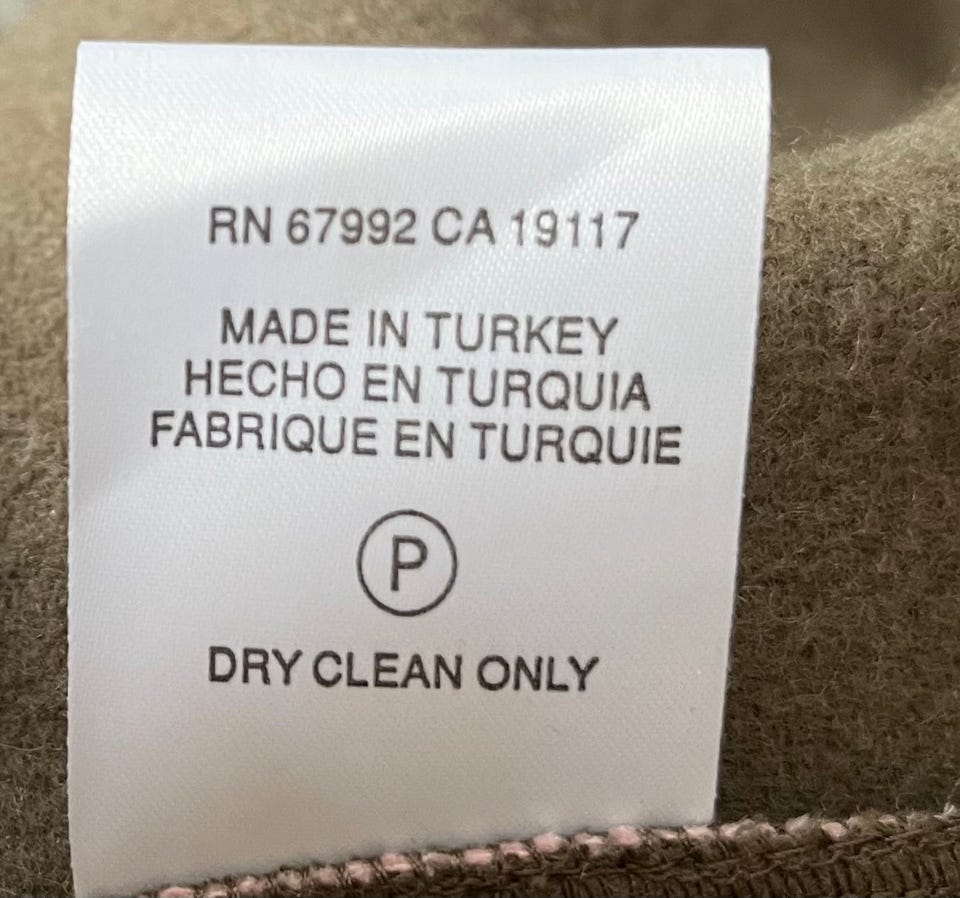 RN 67992 CA 19117
MADE IN TURKEY
HECHO EN TURQUIA
FABRIQUE EN TURQUIE
P
DRY CLEAN ONLY